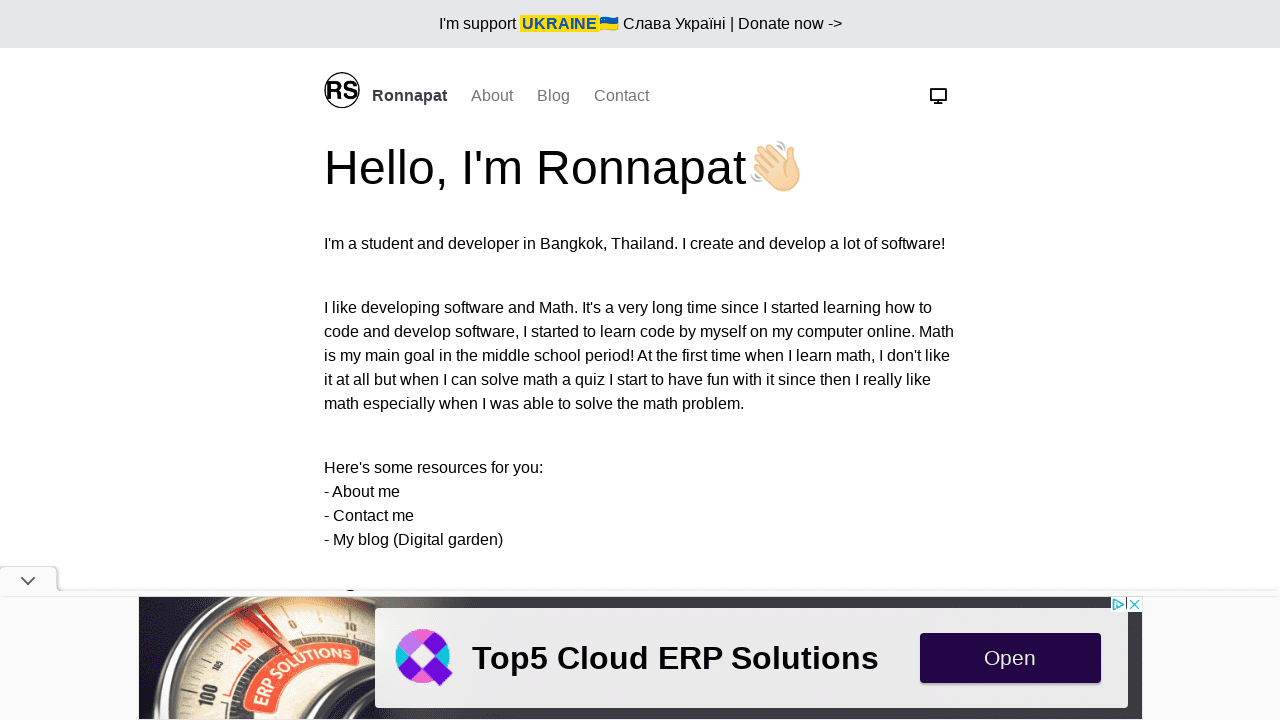 I'm support UKRAINE🇺🇦 Слава Україні | Donate now ->
RS Ronnapat About Blog Contact
Hello, I'm Ronnapat👋🏻
I'm a student and developer in Bangkok, Thailand. I create and develop a lot of software!
I like developing software and Math. It's a very long time since I started learning how to
code and develop software, I started to learn code by myself on my computer online. Math
is my main goal in the middle school period! At the first time when I learn math, I don't like
it at all but when I can solve math a quiz I start to have fun with it since then I really like
math especially when I was able to solve the math problem.
Here's some resources for you:
- About me
- Contact me
- My blog (Digital garden)
ERP SOLUTIONS
100
105
110
0
10
Top5 Cloud ERP Solutions
Open